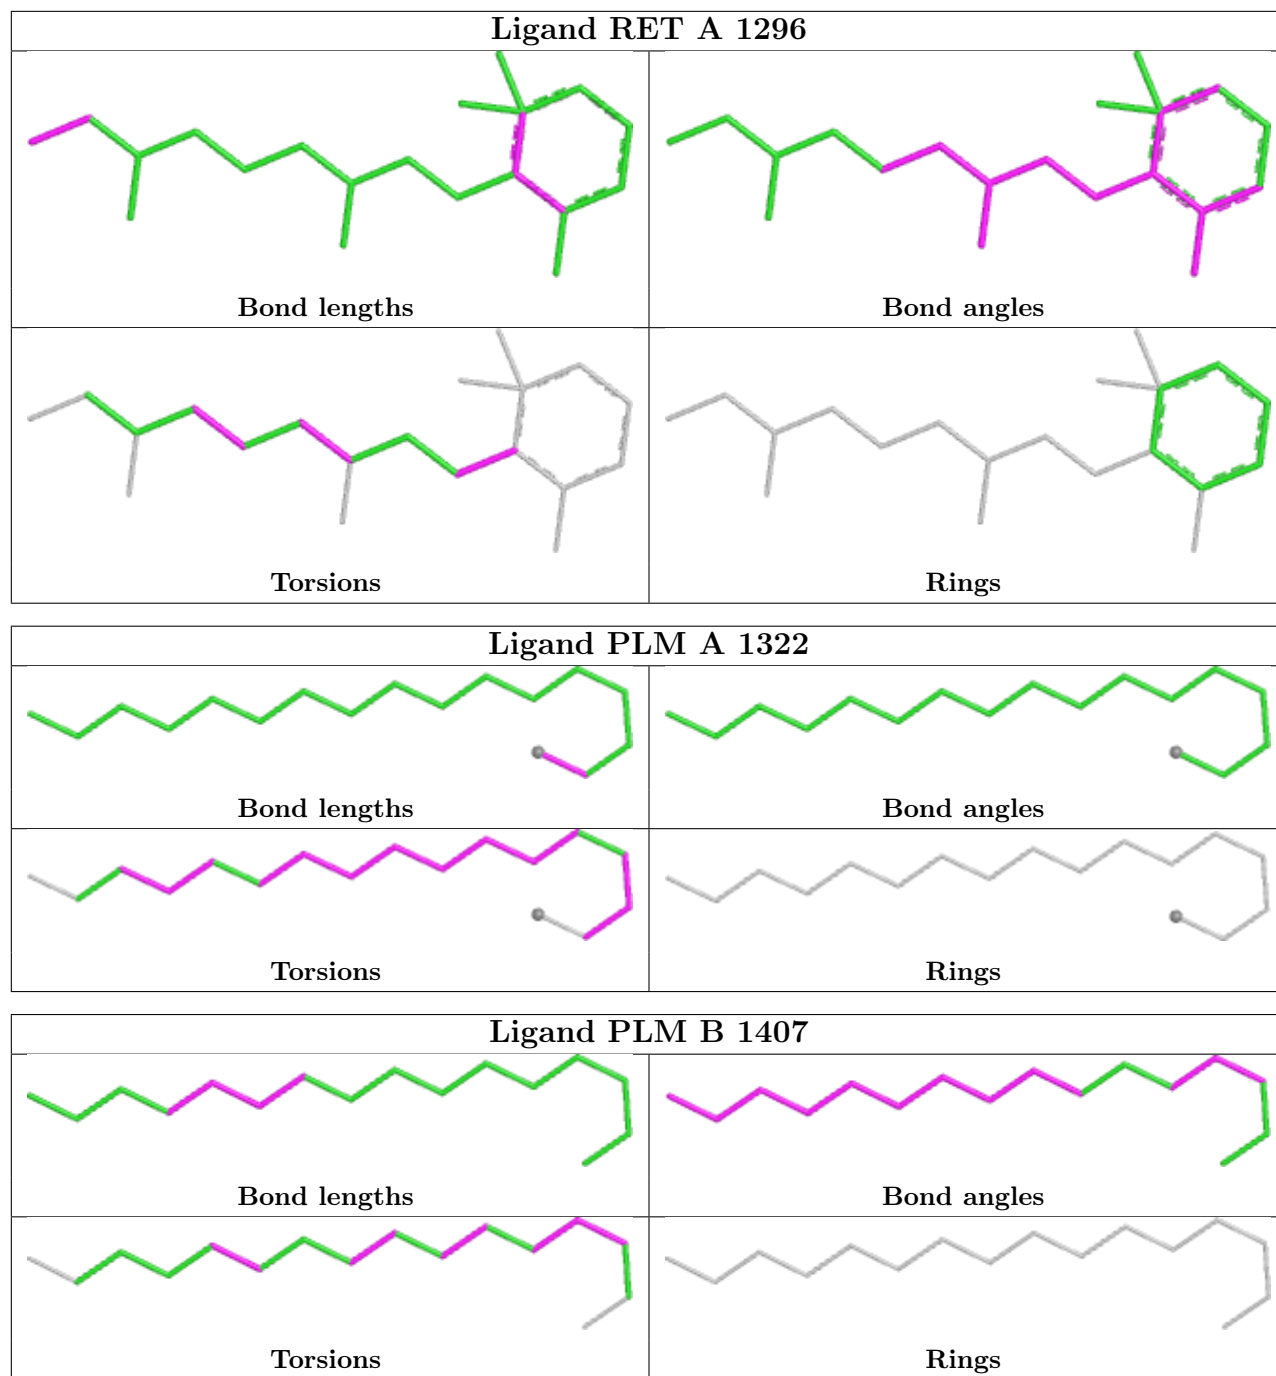 Ligand RET A 1296
Bond lengths
Bond angles
Torsions
Rings
Ligand PLM A 1322
Bond lengths
Bond angles
Torsions
Rings
Ligand PLM B 1407
Bond lengths
Bond angles
Torsions
Rings